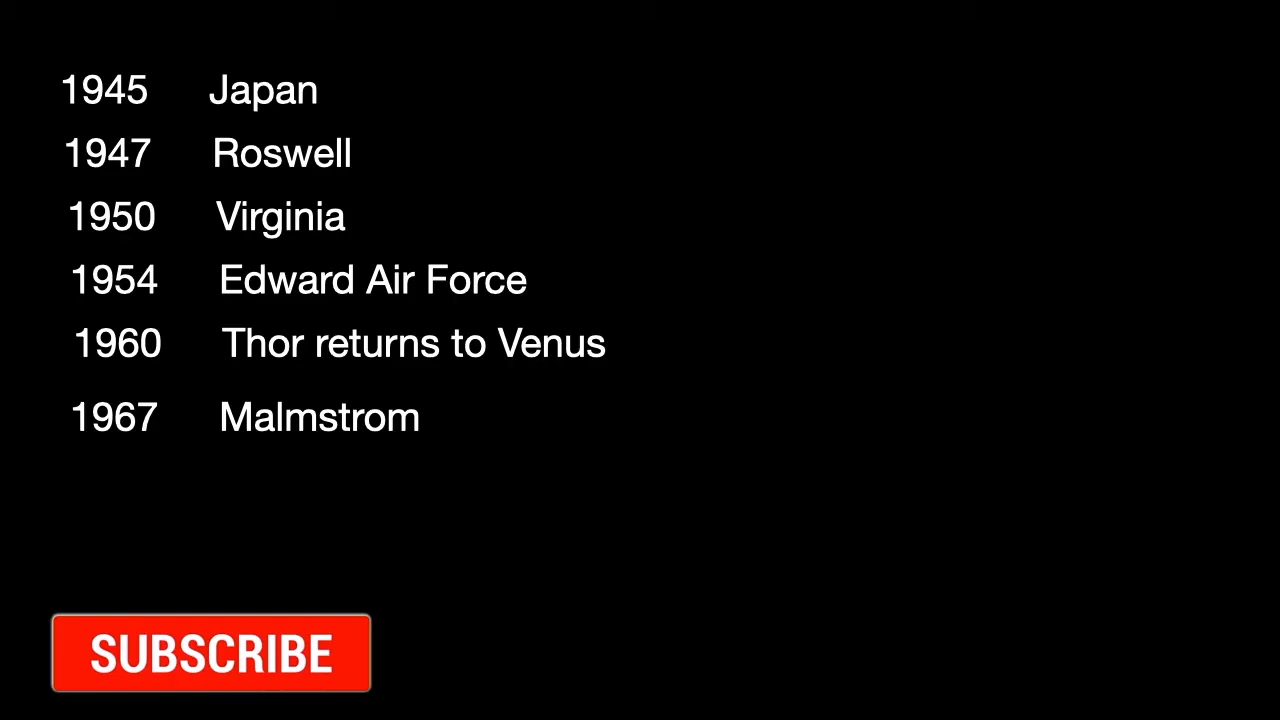 1945 Japan
1947 Roswell
1950 Virginia
1954 Edward Air Force
1960 Thor returns to Venus
1967 Malmstrom
SUBSCRIBE